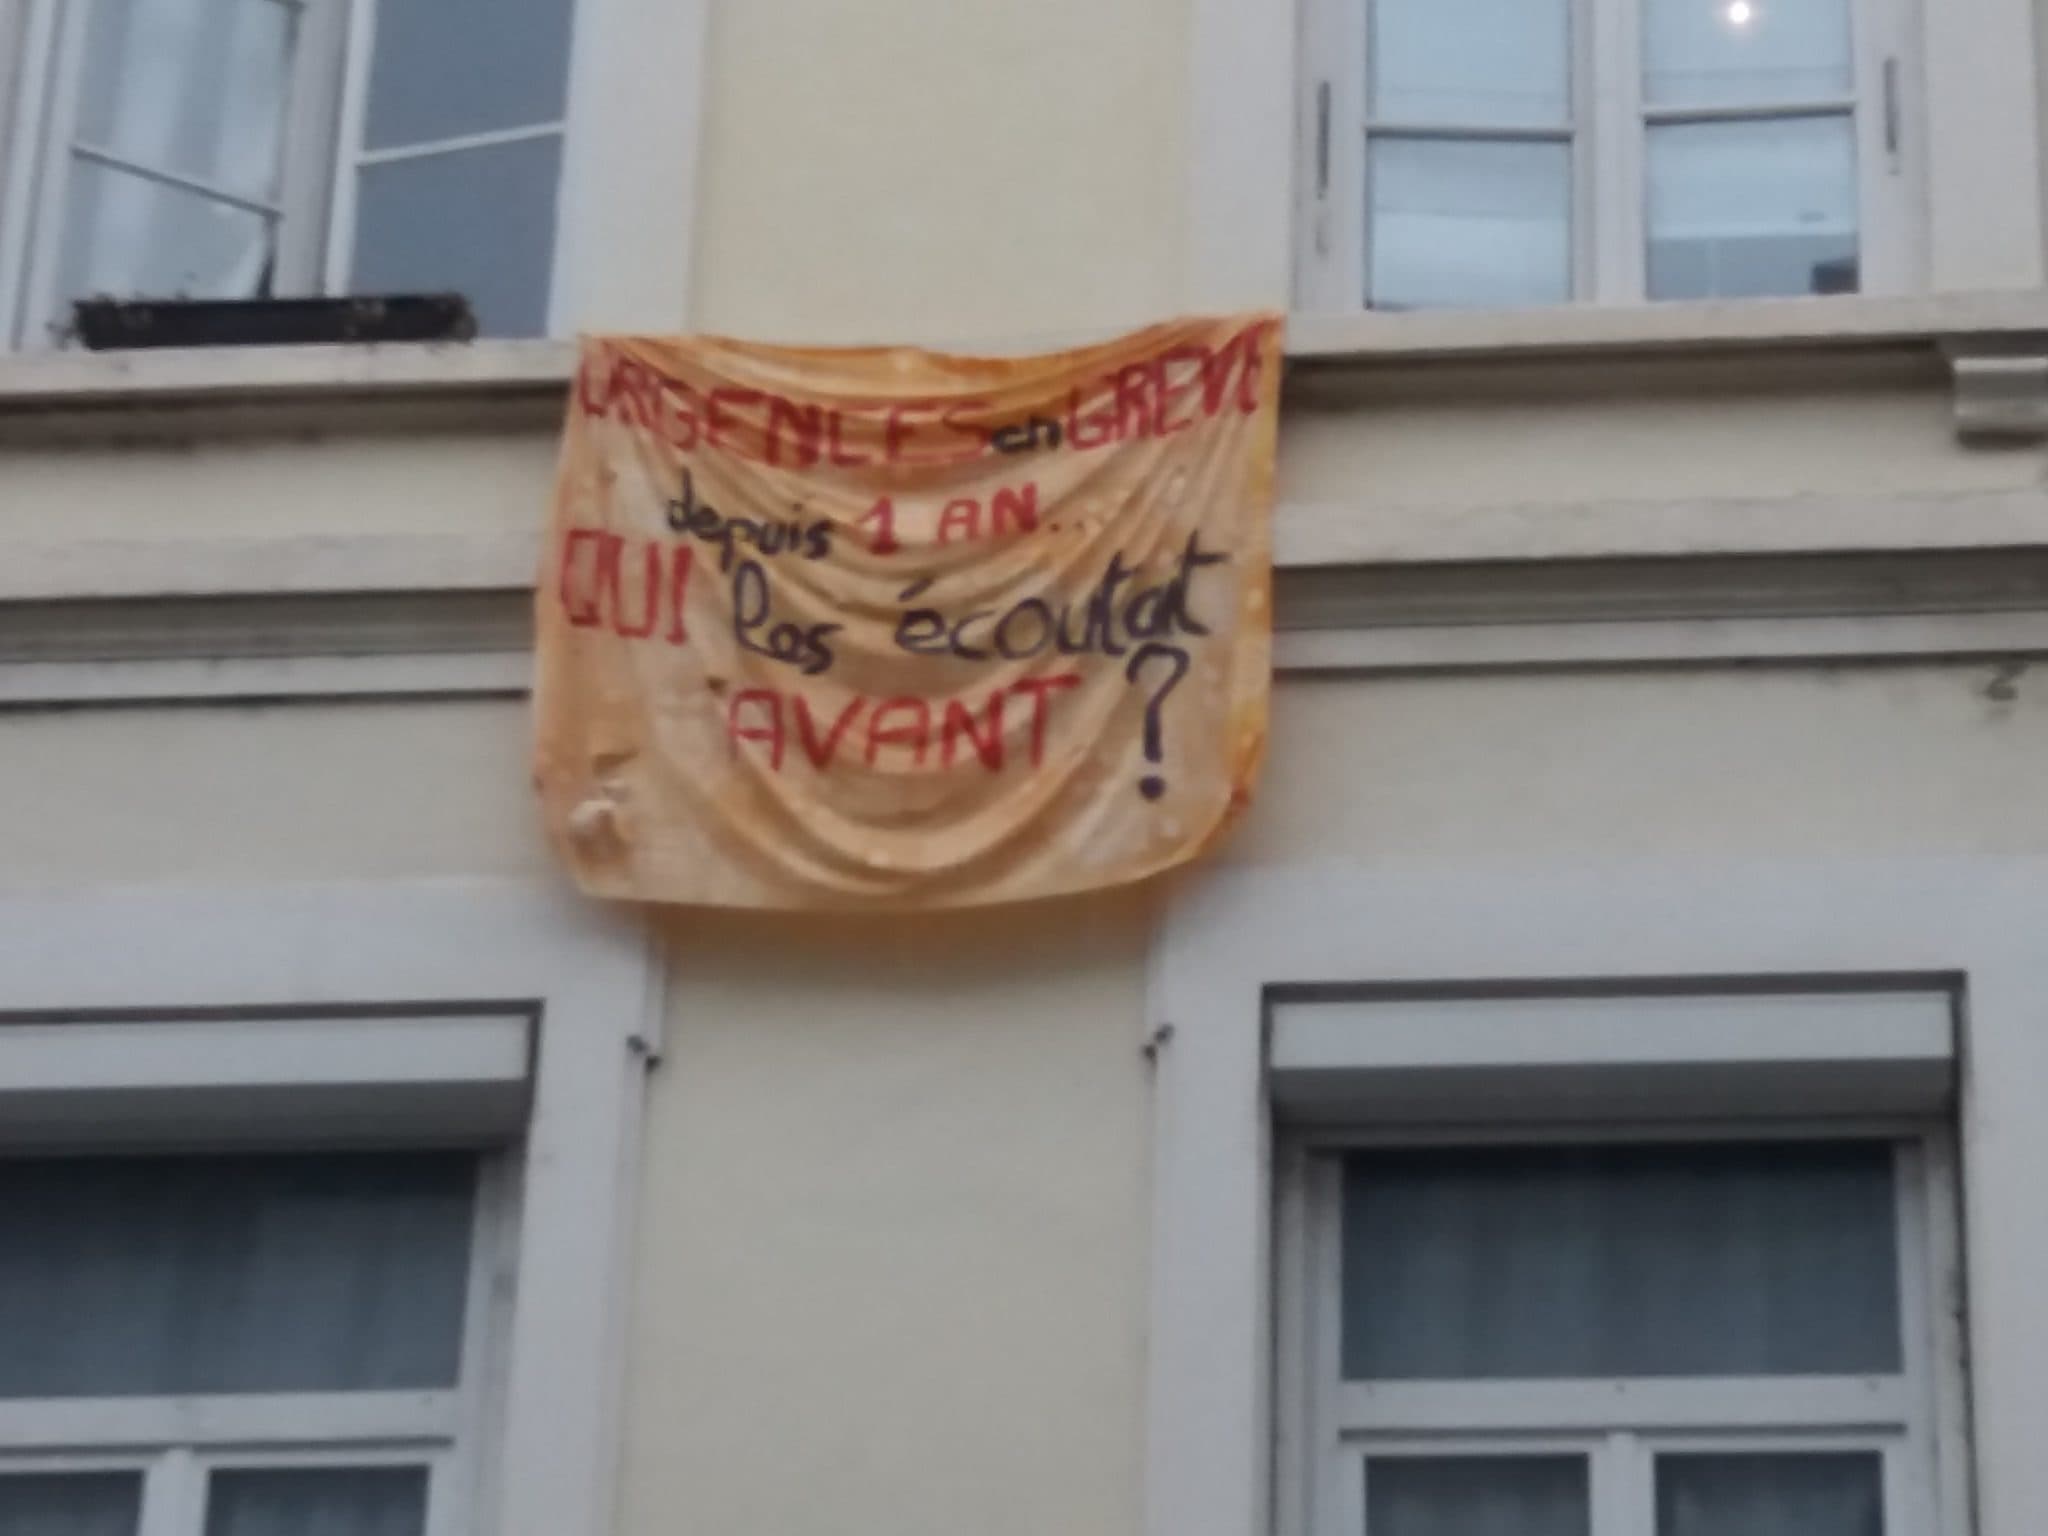 URGENCES en GREVE
depuis 1 AN..
QUI les écoutait
AVANT ?